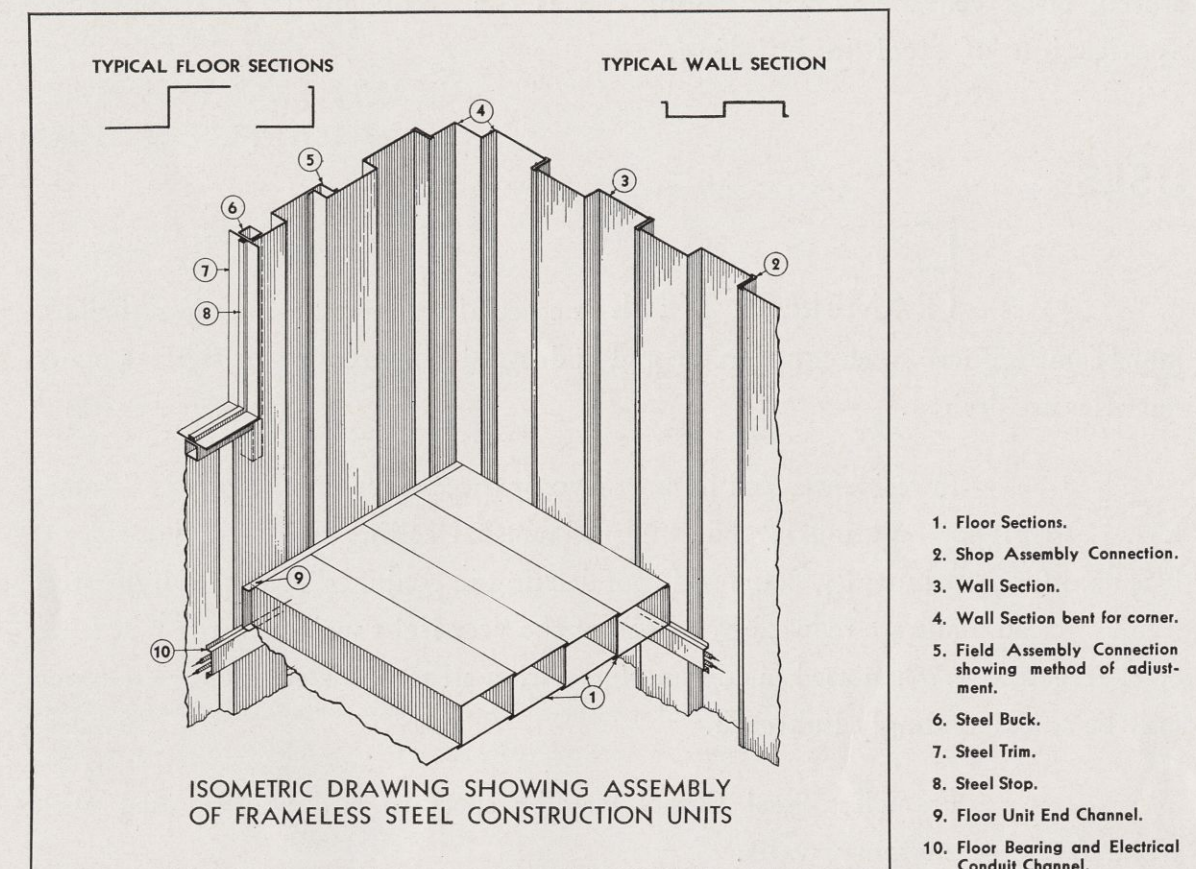 TYPICAL FLOOR SECTIONS
TYPICAL WALL SECTION
4
5
3
6
2
7
8
9
10
1
ISOMETRIC DRAWING SHOWING ASSEMBLY
OF FRAMELESS STEEL CONSTRUCTION UNITS
1. Floor Sections.
2. Shop Assembly Connection.
3. Wall Section.
4. Wall Section bent for corner.
5. Field Assembly Connection
showing method of adjust-
ment.
6. Steel Buck.
7. Steel Trim.
8. Steel Stop.
9. Floor Unit End Channel.
10. Floor Bearing and Electrical
Conduit Channel.